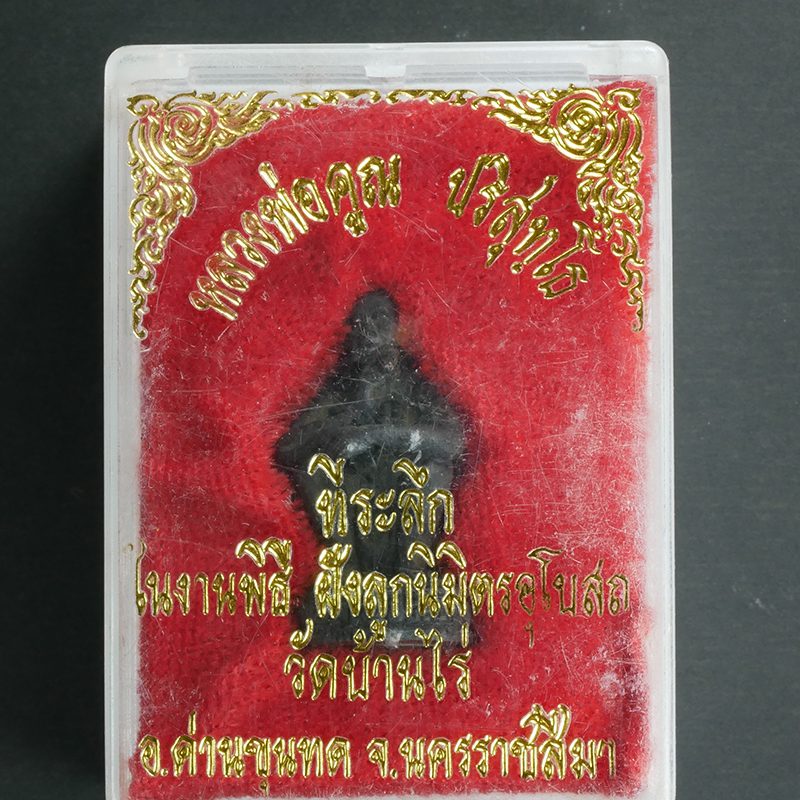 หลวงพ่อคูณ ปริสุทฺโธ
ที่ระลึก
ในงานพิธี ฝังลูกนิมิตรอุโบสถ
วัดบ้านไร่
อ.ด่านขุนทด จ.นครราชสีมา